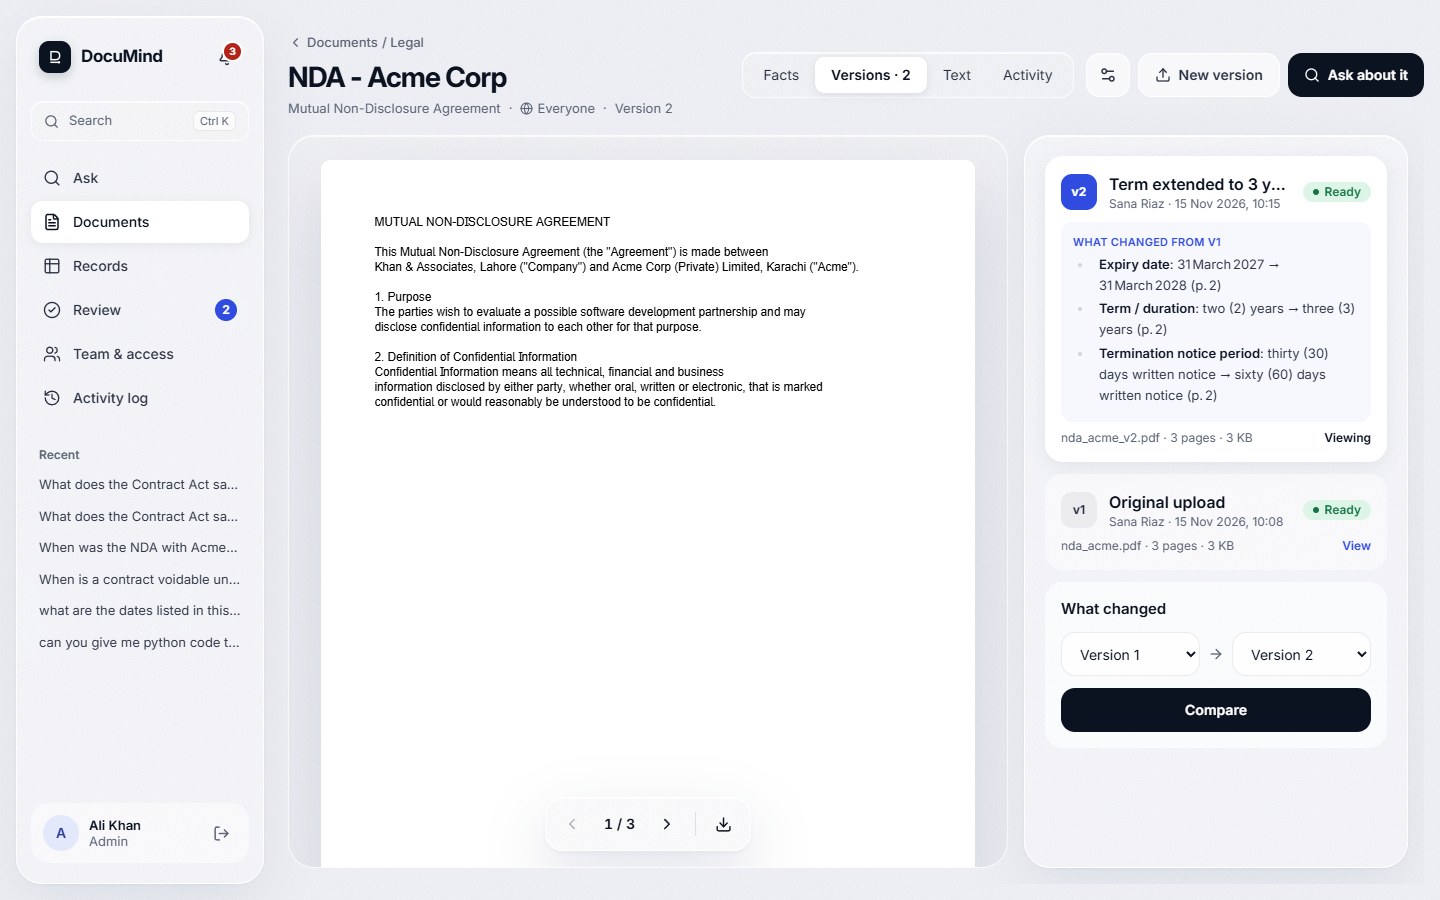 DocuMind
3
Search
Ctrl K
Ask
Documents
Records
Review
2
Team & access
Activity log
Recent
What does the Contract Act sa...
What does the Contract Act sa...
When was the NDA with Acme...
When is a contract voidable un...
what are the dates listed in this...
can you give me python code t...
A
Ali Khan
Admin
Documents / Legal
NDA - Acme Corp
Mutual Non-Disclosure Agreement · Everyone · Version 2
Facts
Versions · 2
Text
Activity
New version
Ask about it
MUTUAL NON-DISCLOSURE AGREEMENT
This Mutual Non-Disclosure Agreement (the "Agreement") is made between
Khan & Associates, Lahore ("Company") and Acme Corp (Private) Limited, Karachi ("Acme").
1. Purpose
The parties wish to evaluate a possible software development partnership and may
disclose confidential information to each other for that purpose.
2. Definition of Confidential Information
Confidential Information means all technical, financial and business
information disclosed by either party, whether oral, written or electronic, that is marked
confidential or would reasonably be understood to be confidential.
1 / 3
v2
Term extended to 3 y...
Ready
Sana Riaz · 15 Nov 2026, 10:15
WHAT CHANGED FROM V1
Expiry date: 31 March 2027 →
31 March 2028 (p. 2)
Term / duration: two (2) years → three (3)
years (p. 2)
Termination notice period: thirty (30)
days written notice → sixty (60) days
written notice (p. 2)
nda_acme_v2.pdf · 3 pages · 3 KB
Viewing
v1
Original upload
Ready
Sana Riaz · 15 Nov 2026, 10:08
nda_acme.pdf · 3 pages · 3 KB
View
What changed
Version 1 → Version 2
Compare